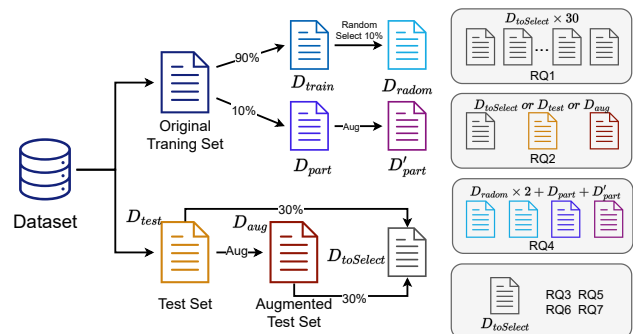 Dataset
Original
Traning Set
90%
10%
D_train
Random
Select 10%
D_radom
D_part
Aug
D'_part
D_test
Test Set
Aug
D_aug
Augmented
Test Set
30%
30%
D_toSelect
D_toSelect × 30
...
RQ1
D_toSelect or D_test or D_aug
RQ2
D_radom × 2 + D_part + D'_part
RQ4
D_toSelect
RQ3 RQ5
RQ6 RQ7